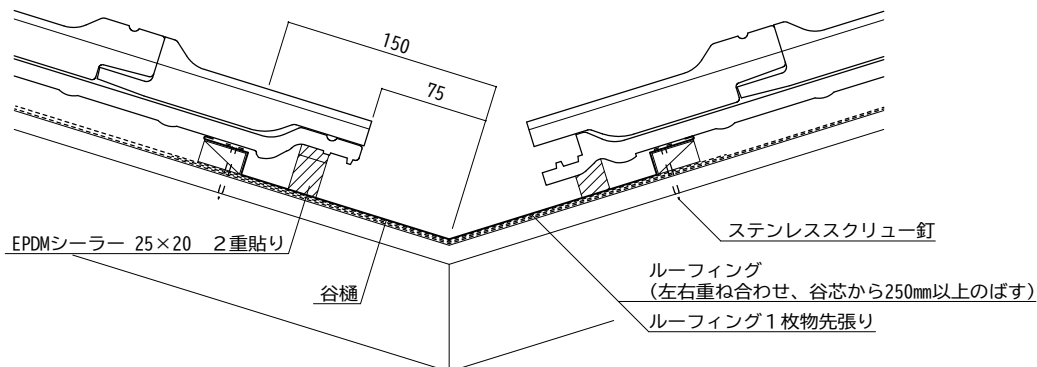 150
75
EPDMシーラー 25×20 2重貼り
谷樋
ステンレススクリュー釘
ルーフィング
(左右重ね合わせ、谷芯から250mm以上のばす)
ルーフィング1枚物先張り